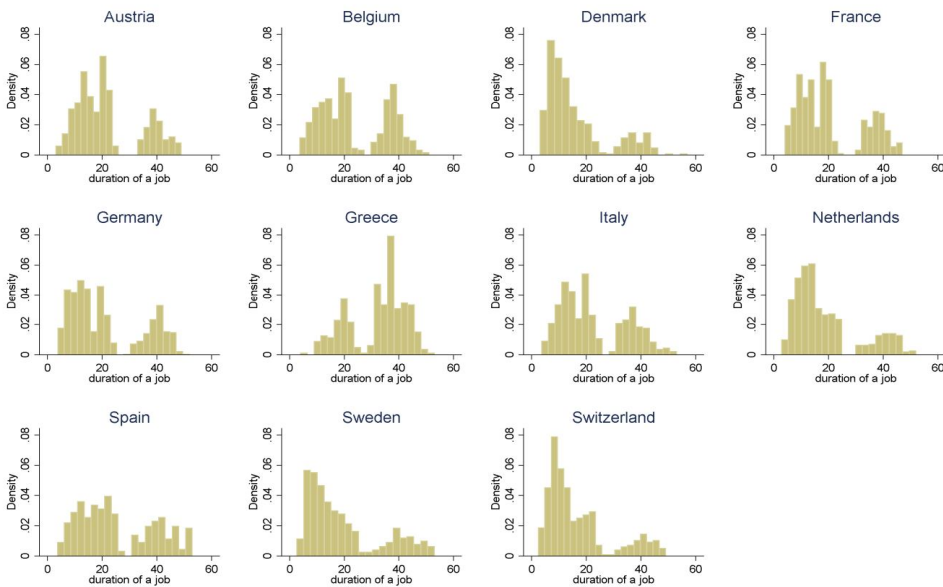 Austria
Density
0 .02 .04 .06 .08
0 20 40 60
duration of a job
Belgium
Density
0 .02 .04 .06 .08
0 20 40 60
duration of a job
Denmark
Density
0 .02 .04 .06 .08
0 20 40 60
duration of a job
France
Density
0 .02 .04 .06 .08
0 20 40 60
duration of a job
Germany
Density
0 .02 .04 .06 .08
0 20 40 60
duration of a job
Greece
Density
0 .02 .04 .06 .08
0 20 40 60
duration of a job
Italy
Density
0 .02 .04 .06 .08
0 20 40 60
duration of a job
Netherlands
Density
0 .02 .04 .06 .08
0 20 40 60
duration of a job
Spain
Density
0 .02 .04 .06 .08
0 20 40 60
duration of a job
Sweden
Density
0 .02 .04 .06 .08
0 20 40 60
duration of a job
Switzerland
Density
0 .02 .04 .06 .08
0 20 40 60
duration of a job